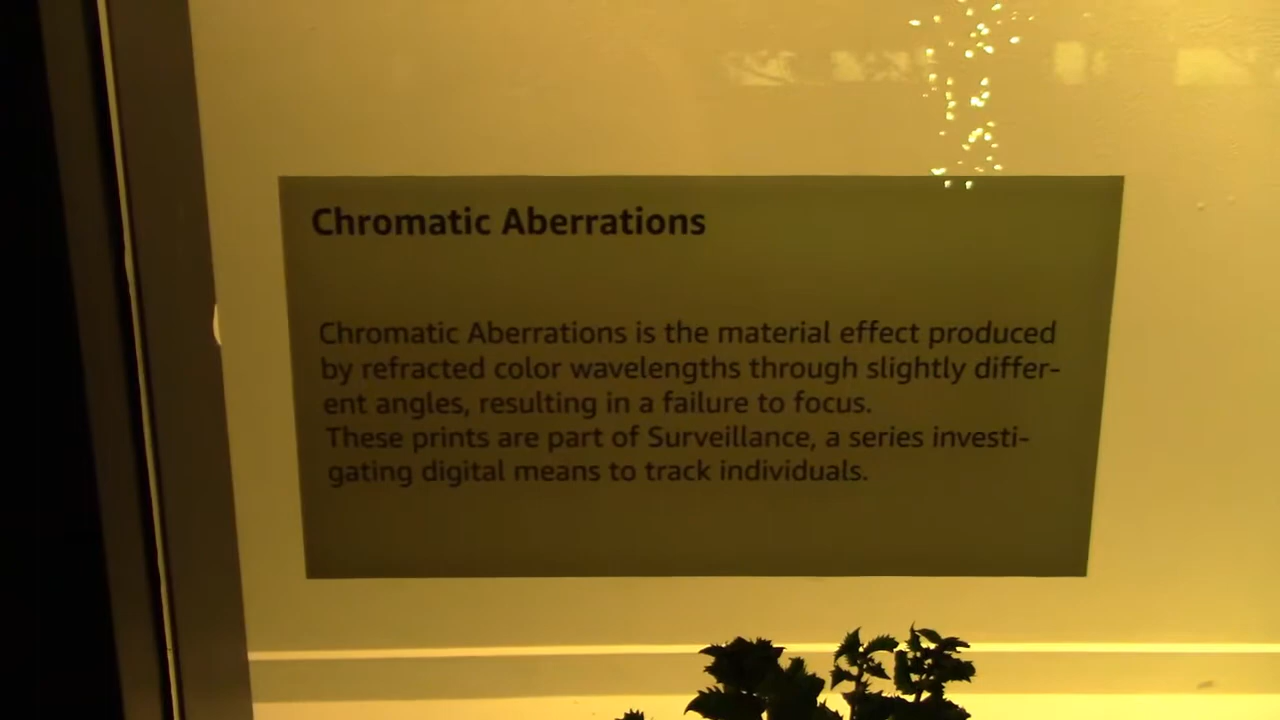 Chromatic Aberrations
Chromatic Aberrations is the material effect produced
by refracted color wavelengths through slightly differ-
ent angles, resulting in a failure to focus.
These prints are part of Surveillance, a series investi-
gating digital means to track individuals.